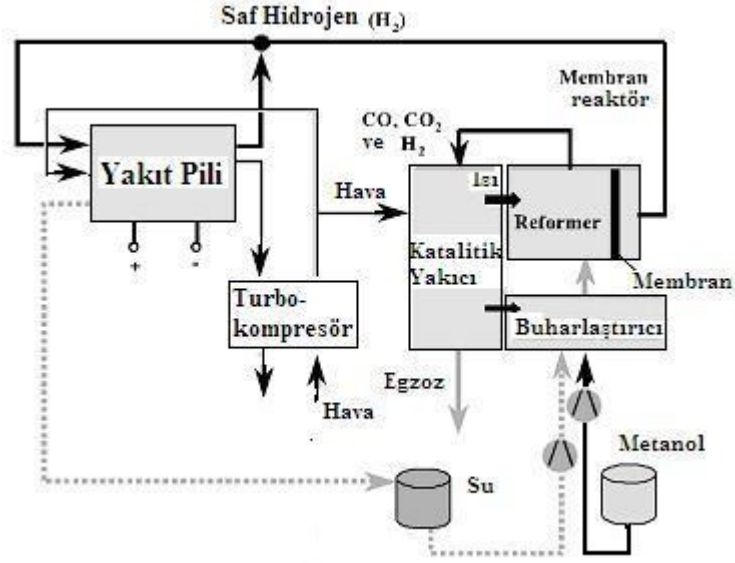 Saf Hidrojen (H₂)
Membran
reaktör
CO, CO₂
ve H₂
Yakıt Pili
Isı
Hava
Reformer
Katalitik
Yakıcı
Membran
+ -
Turbo-
kompresör
Buharlaştırıcı
Egzoz
Hava
Metanol
Su